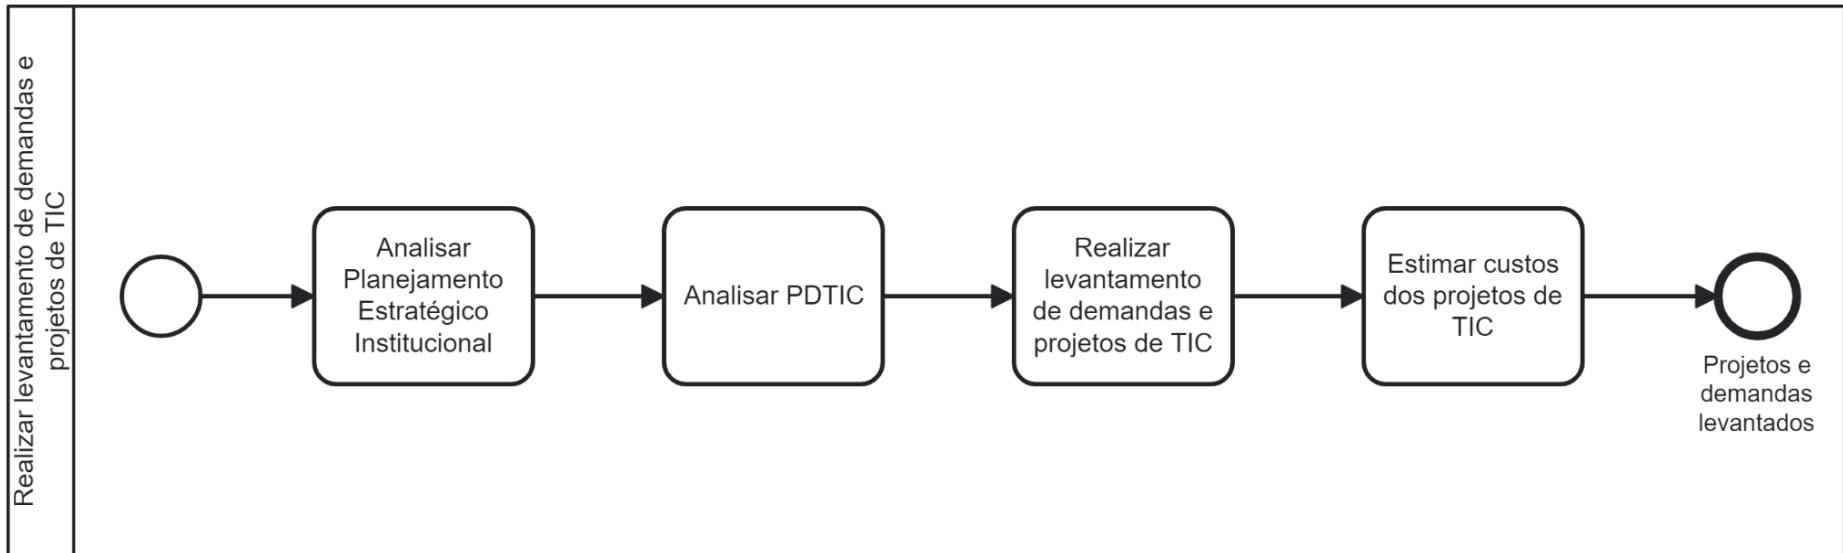 Realizar levantamento de demandas e
projetos de TIC
Analisar
Planejamento
Estratégico
Institucional
Analisar PDTIC
Realizar
levantamento
de demandas e
projetos de TIC
Estimar custos
dos projetos de
TIC
Projetos e
demandas
levantados